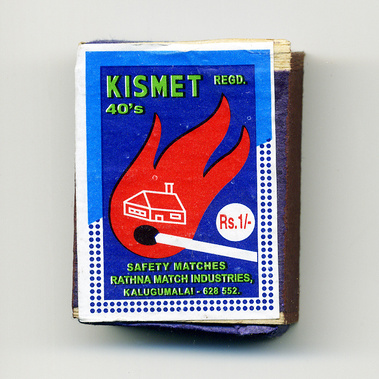 KISMET REGD.
40's
Rs.1/-
SAFETY MATCHES
RATHNA MATCH INDUSTRIES,
KALUGUMALAI - 628 552.